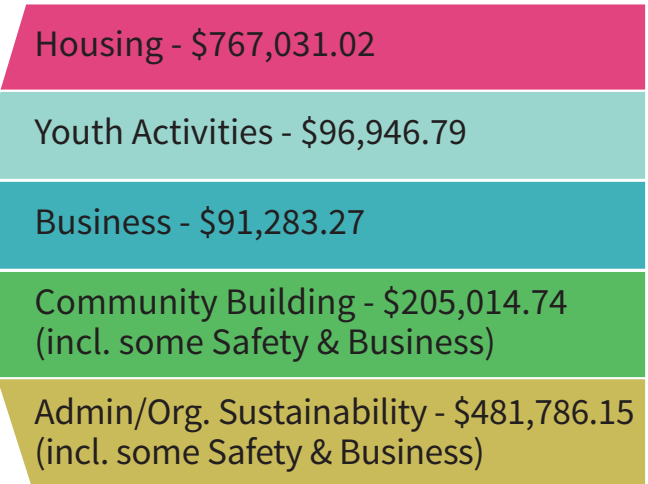 Housing - $767,031.02
Youth Activities - $96,946.79
Business - $91,283.27
Community Building - $205,014.74
(incl. some Safety & Business)
Admin/Org. Sustainability - $481,786.15
(incl. some Safety & Business)